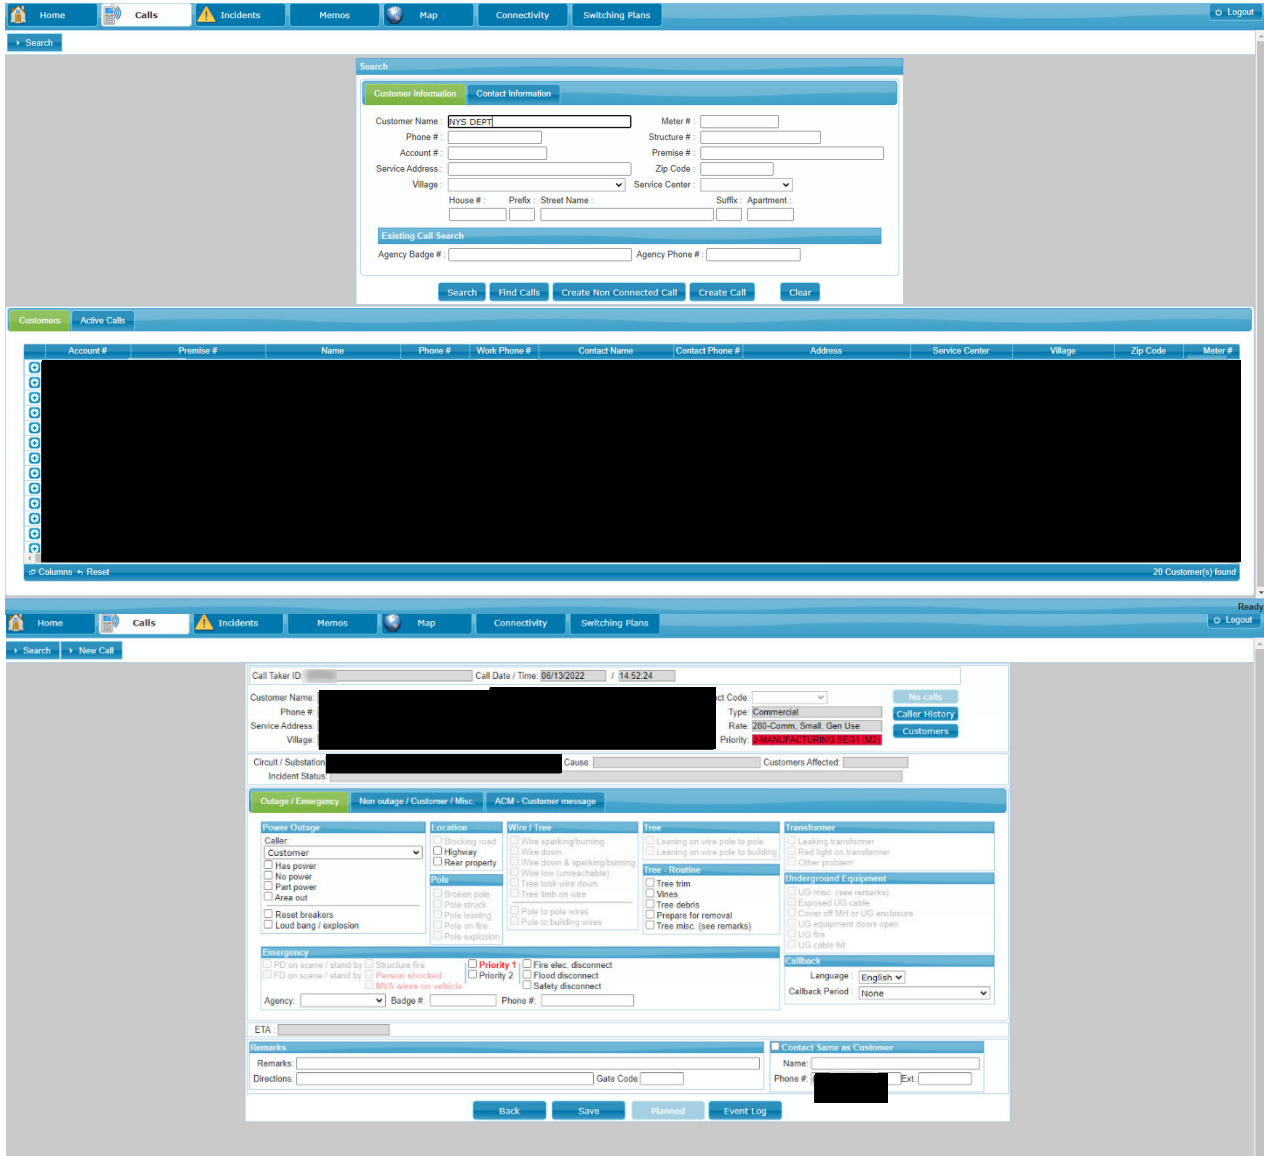 Home Calls Incidents Memos Map Connectivity Switching Plans Logout
Search
Search
Customer Information Contact Information
Customer Name : NYS DEPT Meter # :
Phone # : Structure # :
Account # : Premise # :
Service Address : Zip Code :
Village : Service Center :
House # : Prefix : Street Name : Suffix : Apartment :
Existing Call Search
Agency Badge # : Agency Phone # :
Search Find Calls Create Non Connected Call Create Call Clear
Customers Active Calls
Account # Premise # Name Phone # Work Phone # Contact Name Contact Phone # Address Service Center Village Zip Code Meter #
Columns Reset 20 Customer(s) found
Ready
Home Calls Incidents Memos Map Connectivity Switching Plans Logout
Search New Call
Call Taker ID: Call Date / Time: 06/13/2022 / 14:52:24
Customer Name: ct Code: No calls
Phone #: Type: Commercial Caller History
Service Address: Rate: 280-Comm, Small, Gen Use Customers
Village: Priority: 3-MANUFACTURING SEG1 (M2)
Circuit / Substation Cause: Customers Affected:
Incident Status:
Outage / Emergency Non outage / Customer / Misc. ACM - Customer message
Power Outage Location Wire / Tree Tree Transformer
Caller: Blocking road Wire sparking/burning Leaning on wire pole to pole Leaking transformer
Customer Highway Wire down Leaning on wire pole to building Red light on transformer
Has power Rear property Wire down & sparking/burning Other problem
No power Wire low (unreachable) Tree - Routine Underground Equipment
Part power Pole Tree took wire down Tree trim UG misc. (see remarks)
Area out Broken pole Tree limb on wire Vines Exposed UG cable
Reset breakers Pole struck Pole to pole wires Tree debris Cover off MH or UG enclosure
Loud bang / explosion Pole leaning Pole to building wires Prepare for removal UG equipment doors open
Pole on fire Tree misc. (see remarks) UG fire
Pole explosion UG cable hit
Emergency Callback
PD on scene / stand by Structure fire Priority 1 Fire elec. disconnect
FD on scene / stand by Person shocked Priority 2 Flood disconnect Language : English
MVA wires on vehicle Safety disconnect Callback Period : None
Agency: Badge #: Phone #:
ETA :
Remarks Contact Same as Customer
Remarks: Name:
Directions: Gate Code Phone #: Ext.:
Back Save Planned Event Log